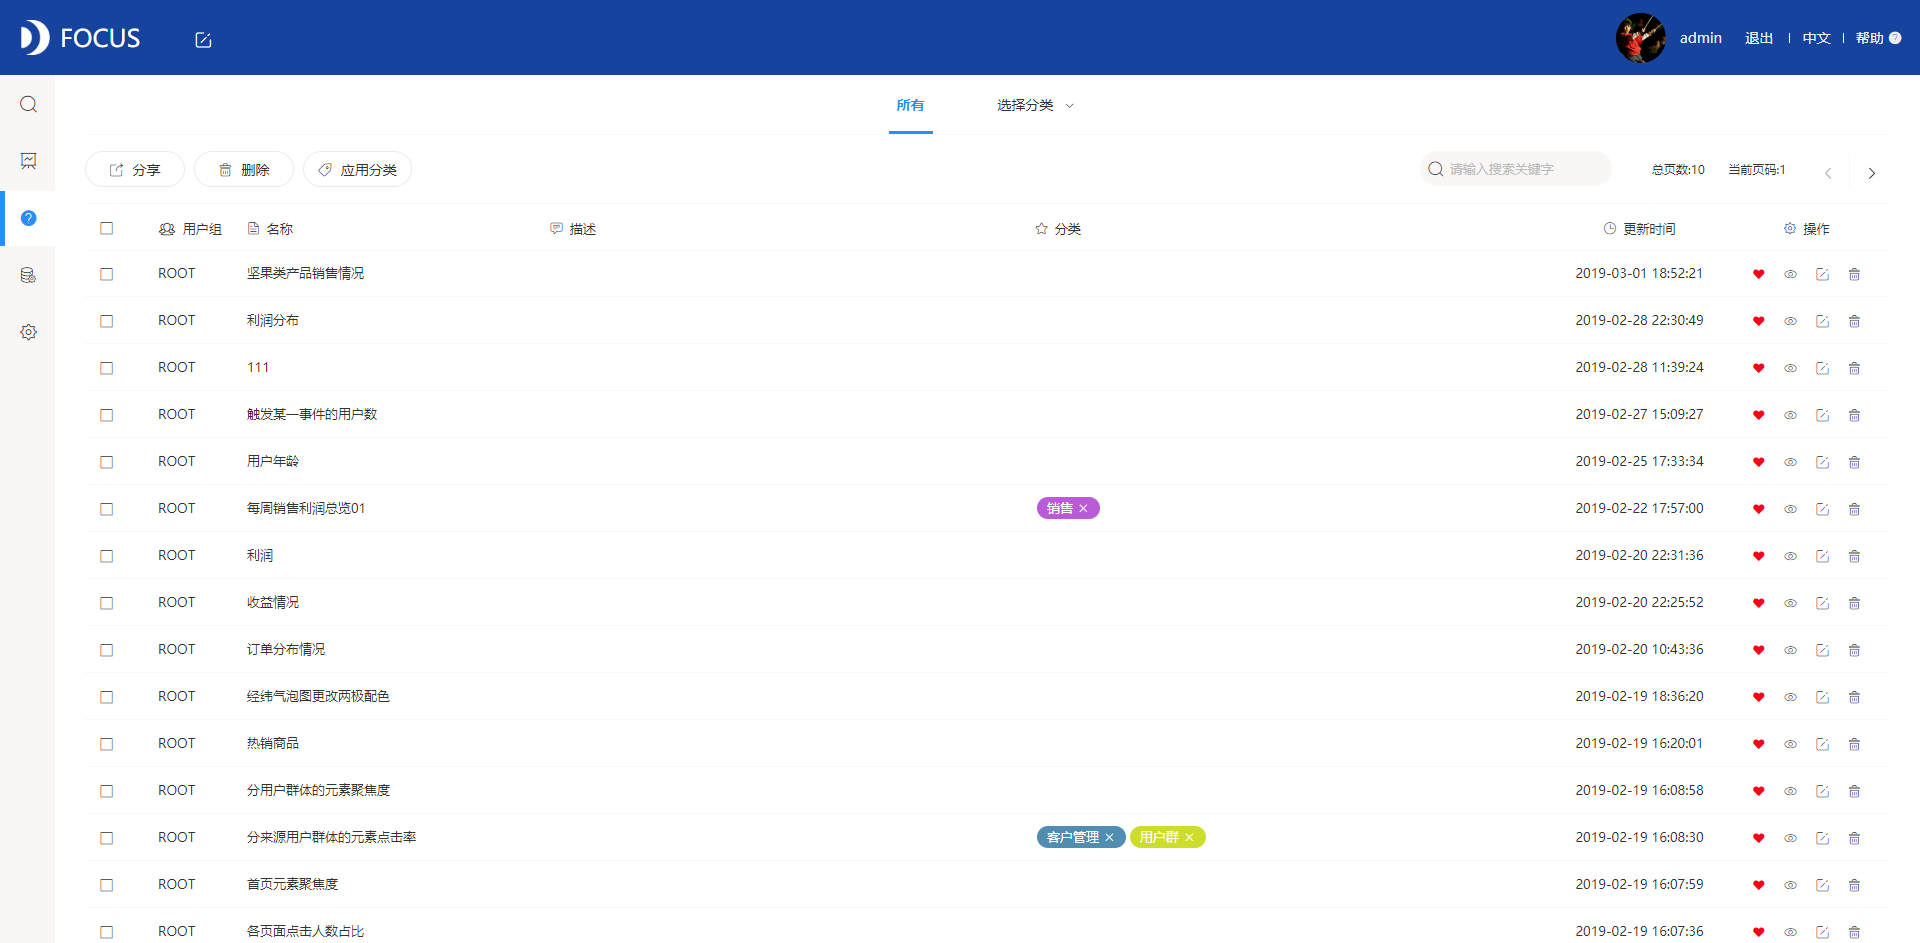 FOCUS admin 退出 | 中文 | 帮助 ?
所有 选择分类
分享 删除 应用分类 请输入搜索关键字 总页数:10 当前页码:1
用户组 名称 描述 分类 更新时间 操作
ROOT 坚果类产品销售情况 2019-03-01 18:52:21
ROOT 利润分布 2019-02-28 22:30:49
ROOT 111 2019-02-28 11:39:24
ROOT 触发某一事件的用户数 2019-02-27 15:09:27
ROOT 用户年龄 2019-02-25 17:33:34
ROOT 每周销售利润总览01 销售 × 2019-02-22 17:57:00
ROOT 利润 2019-02-20 22:31:36
ROOT 收益情况 2019-02-20 22:25:52
ROOT 订单分布情况 2019-02-20 10:43:36
ROOT 经纬气泡图更改两极配色 2019-02-19 18:36:20
ROOT 热销商品 2019-02-19 16:20:01
ROOT 分用户群体的元素聚焦度 2019-02-19 16:08:58
ROOT 分来源用户群体的元素点击率 客户管理 × 用户群 × 2019-02-19 16:08:30
ROOT 首页元素聚焦度 2019-02-19 16:07:59
ROOT 各页面点击人数占比 2019-02-19 16:07:36